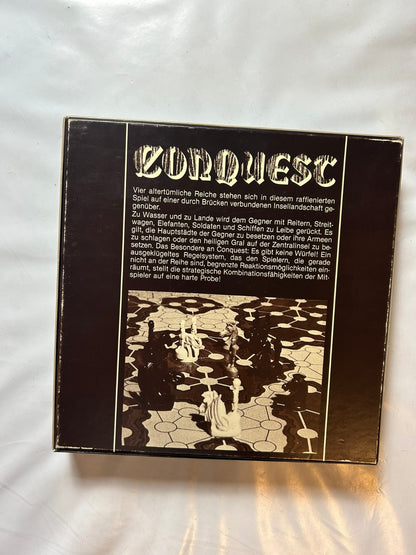 CONQUEST
Vier altertümliche Reiche stehen sich in diesem raffinierten
Spiel auf einer durch Brücken verbundenen Insellandschaft ge-
genüber.
Zu Wasser und zu Lande wird dem Gegner mit Reitern, Streit-
wagen, Elefanten, Soldaten und Schiffen zu Leibe gerückt. Es
gilt, die Hauptstädte der Gegner zu besetzen oder ihre Armeen
zu schlagen oder den heiligen Gral auf der Zentralinsel zu be-
setzen. Das Besondere an Conquest: Es gibt keine Würfel! Ein
ausgeklügeltes Regelsystem, das den Spielern, die gerade
nicht an der Reihe sind, begrenzte Reaktionsmöglichkeiten ein-
räumt, stellt die strategische Kombinationsfähigkeiten der Mit-
spieler auf eine harte Probe!